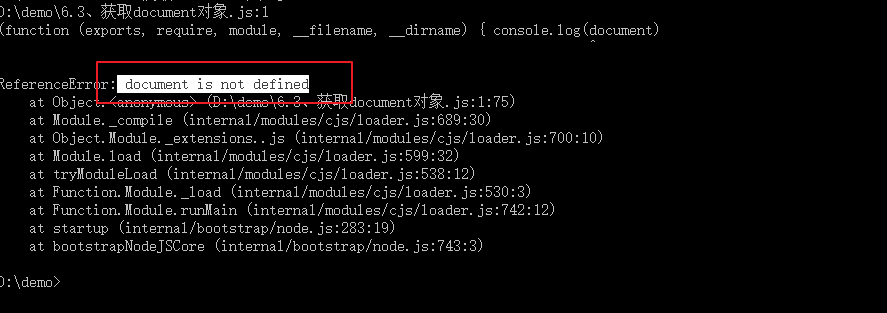 D:\demo\6.3、获取document对象.js:1
(function (exports, require, module, __filename, __dirname) { console.log(document)
^
ReferenceError: document is not defined
at Object.<anonymous> (D:\demo\6.3、获取document对象.js:1:75)
at Module._compile (internal/modules/cjs/loader.js:689:30)
at Object.Module._extensions..js (internal/modules/cjs/loader.js:700:10)
at Module.load (internal/modules/cjs/loader.js:599:32)
at tryModuleLoad (internal/modules/cjs/loader.js:538:12)
at Function.Module._load (internal/modules/cjs/loader.js:530:3)
at Function.Module.runMain (internal/modules/cjs/loader.js:742:12)
at startup (internal/bootstrap/node.js:283:19)
at bootstrapNodeJSCore (internal/bootstrap/node.js:743:3)
D:\demo>